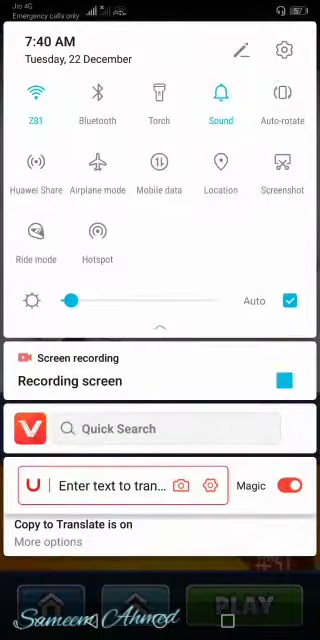 Jio 4G
Emergency calls only
57
7:40 AM
Tuesday, 22 December
Z81
Bluetooth
Torch
Sound
Auto-rotate
Huawei Share
Airplane mode
Mobile data
Location
Screenshot
Ride mode
Hotspot
Auto
Screen recording
Recording screen
Quick Search
U
Enter text to tran...
Magic
Copy to Translate is on
More options
#31
PLAY
Sameem Ahmed